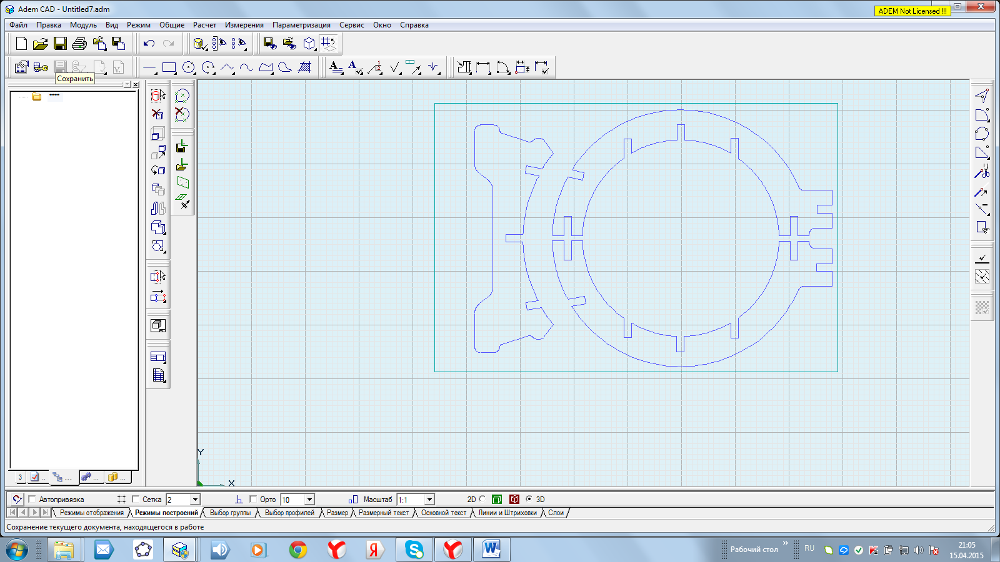 Adem CAD - Untitled7.adm
ADEM Not Licensed !!!
Файл Правка Модуль Вид Режим Общие Расчет Измерения Параметризация Сервис Окно Справка
Сохранить
****
Y
X
3 .. ... ... ...
Автопривязка Сетка 2 Орто 10 Масштаб 1:1 2D 3D
Режимы отображения Режимы построений Выбор группы Выбор профилей Размер Размерный текст Основной текст Линии и Штриховки Слои
Сохранение текущего документа, находящегося в работе
Рабочий стол » RU 21:05
15.04.2015